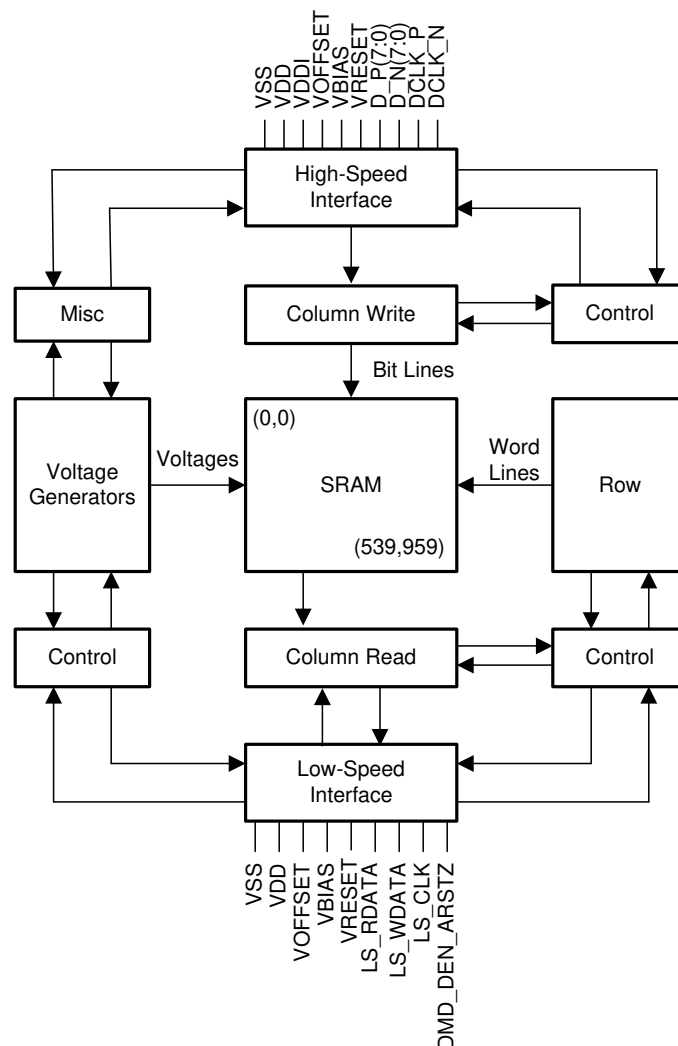 VSS
VDD
VDDI
VOFFSET
VBIAS
VRESET
D_P(7:0)
D_N(7:0)
DCLK_P
DCLK_N
High-Speed
Interface
Misc
Column Write
Control
Bit Lines
(0,0)
Voltage
Generators
Voltages
SRAM
Word
Lines
Row
(539,959)
Control
Column Read
Control
Low-Speed
Interface
VSS
VDD
VOFFSET
VBIAS
VRESET
LS_RDATA
LS_WDATA
LS_CLK
DMD_DEN_ARSTZ